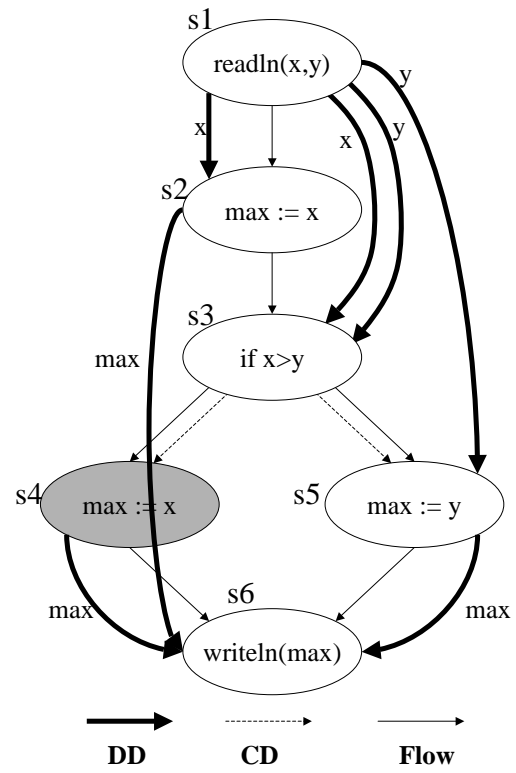 s1
readln(x,y)
y
x
x
y
s2
max := x
s3
if x>y
max
s4
max := x
s5
max := y
s6
max
max
writeln(max)
DD
CD
Flow